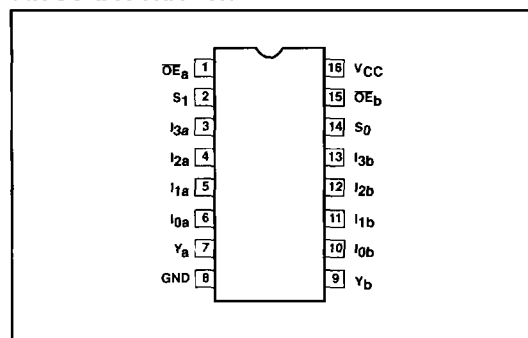 OEa 1 16 VCC
S1 2 15 OEb
I3a 3 14 S0
I2a 4 13 I3b
I1a 5 12 I2b
I0a 6 11 I1b
Ya 7 10 I0b
GND 8 9 Yb